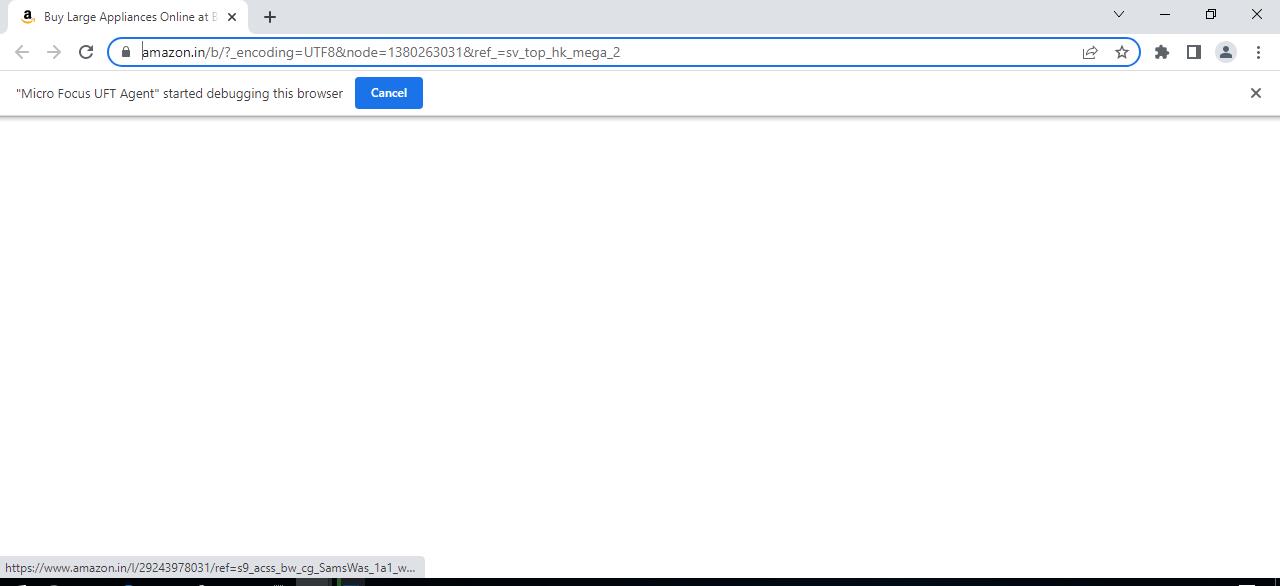 Buy Large Appliances Online at B
amazon.in/b/?_encoding=UTF8&node=1380263031&ref_=sv_top_hk_mega_2
"Micro Focus UFT Agent" started debugging this browser
Cancel
https://www.amazon.in/l/29243978031/ref=s9_acss_bw_cg_SamsWas_1a1_w...